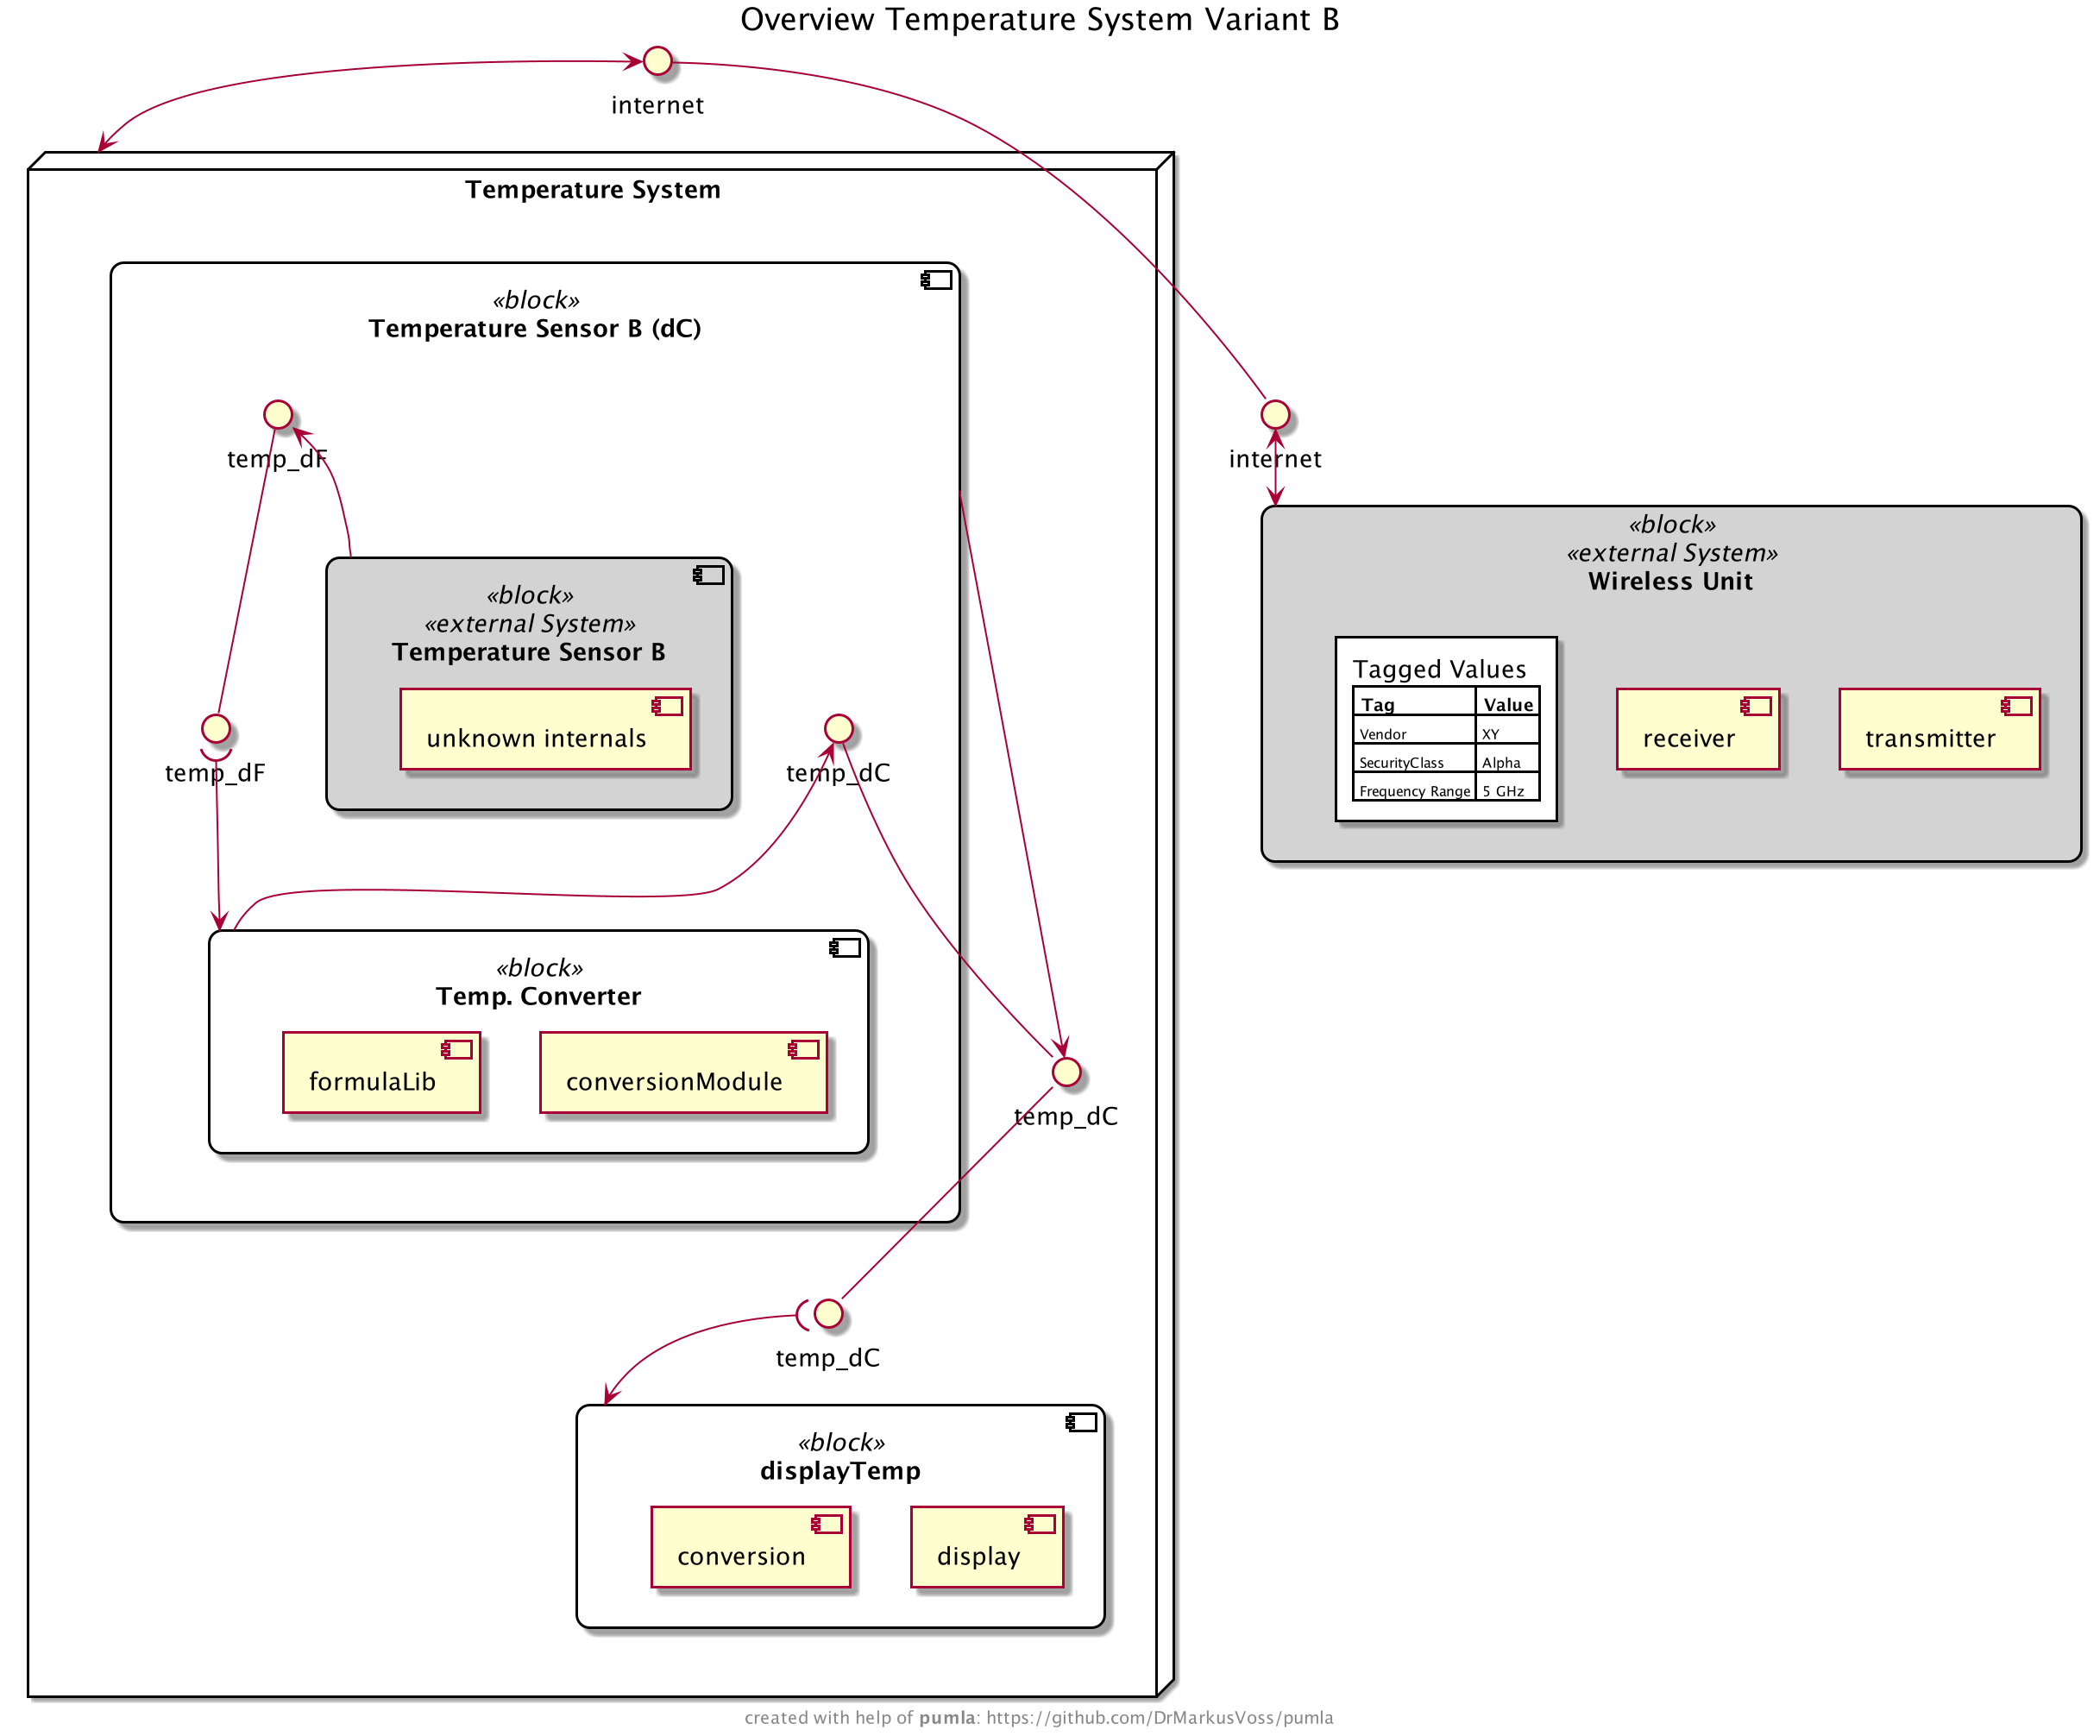 Overview Temperature System Variant B
internet
Temperature System
«block»
Temperature Sensor B (dC)
temp_dF
internet
«block»
«external System»
Wireless Unit
«block»
«external System»
Temperature Sensor B
unknown internals
temp_dF
temp_dC
Tagged Values
Tag Value
Vendor XY
SecurityClass Alpha
Frequency Range 5 GHz
receiver
transmitter
«block»
Temp. Converter
formulaLib
conversionModule
temp_dC
temp_dC
«block»
displayTemp
conversion
display
created with help of pumla: https://github.com/DrMarkusVoss/pumla